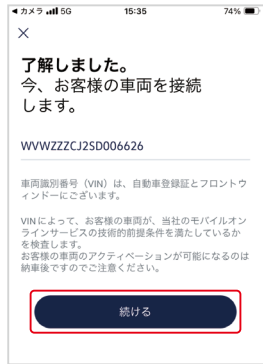 ◀ カメラ 5G 15:35 74%
×
了解しました。
今、お客様の車両を接続
します。
WVWZZZCJ2SD006626
車両識別番号（VIN）は、自動車登録証とフロントウ
ィンドーにございます。
VINによって、お客様の車両が、当社のモバイルオン
ラインサービスの技術的前提条件を満たしているか
を検査します。
お客様の車両のアクティベーションが可能になるのは
納車後ですのでご注意ください。
続ける